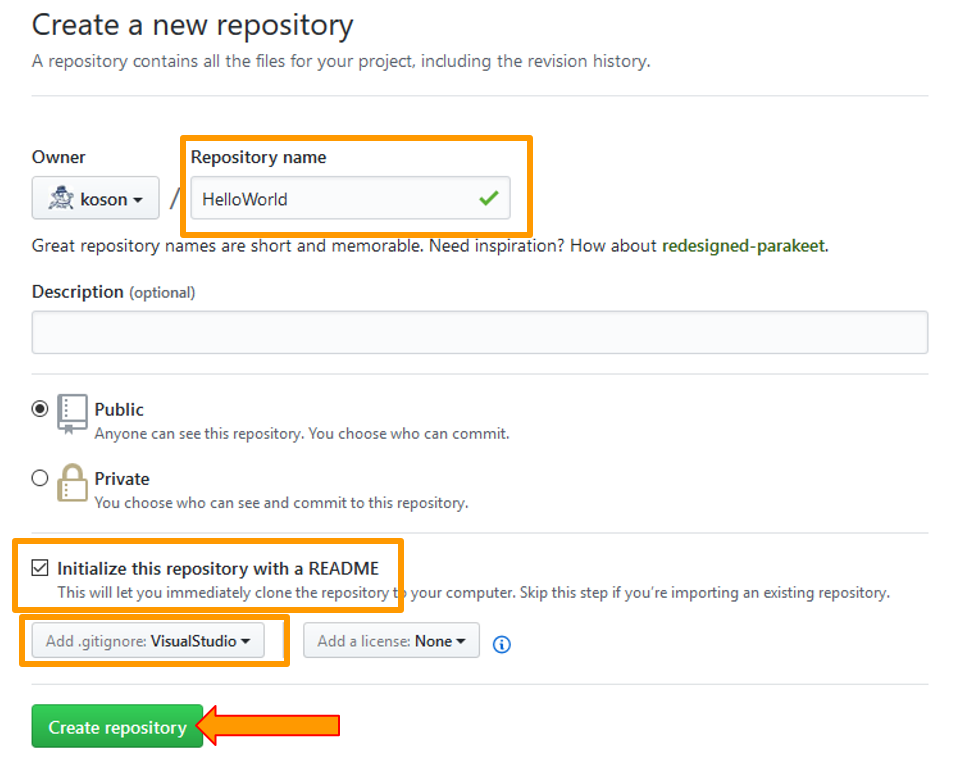 Create a new repository
A repository contains all the files for your project, including the revision history.
Owner
Repository name
koson / HelloWorld
Great repository names are short and memorable. Need inspiration? How about redesigned-parakeet.
Description (optional)
Public
Anyone can see this repository. You choose who can commit.
Private
You choose who can see and commit to this repository.
Initialize this repository with a README
This will let you immediately clone the repository to your computer. Skip this step if you're importing an existing repository.
Add .gitignore: VisualStudio
Add a license: None
Create repository